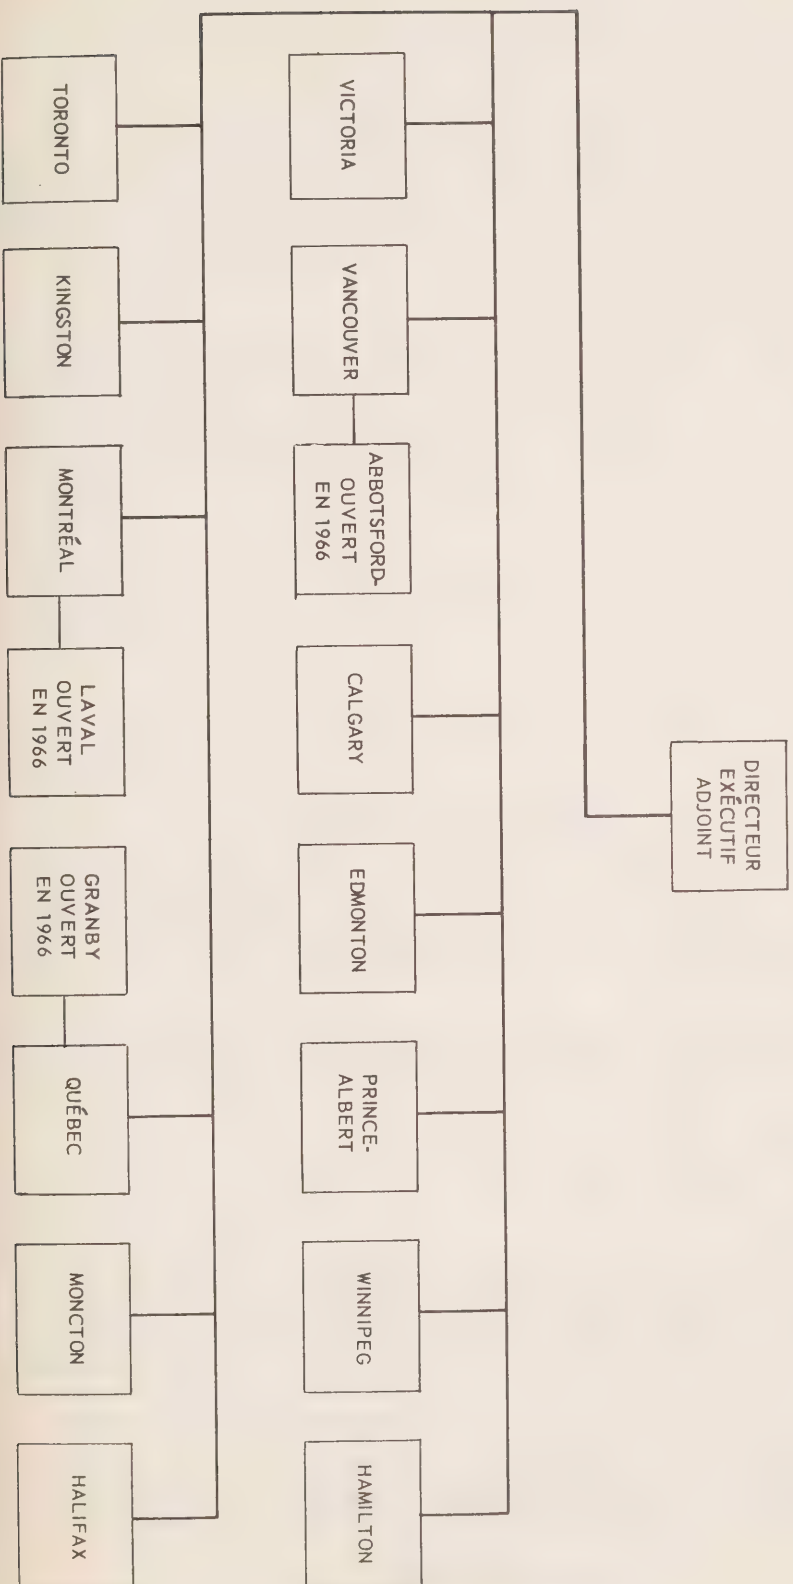 DIRECTEUR
EXÉCUTIF
ADJOINT
VICTORIA
VANCOUVER
ABBOTSFORD-
OUVERT
EN 1966
CALGARY
EDMONTON
PRINCE-
ALBERT
WINNIPEG
HAMILTON
TORONTO
KINGSTON
MONTRÉAL
LAVAL
OUVERT
EN 1966
GRANBY
OUVERT
EN 1966
QUÉBEC
MONCTON
HALIFAX